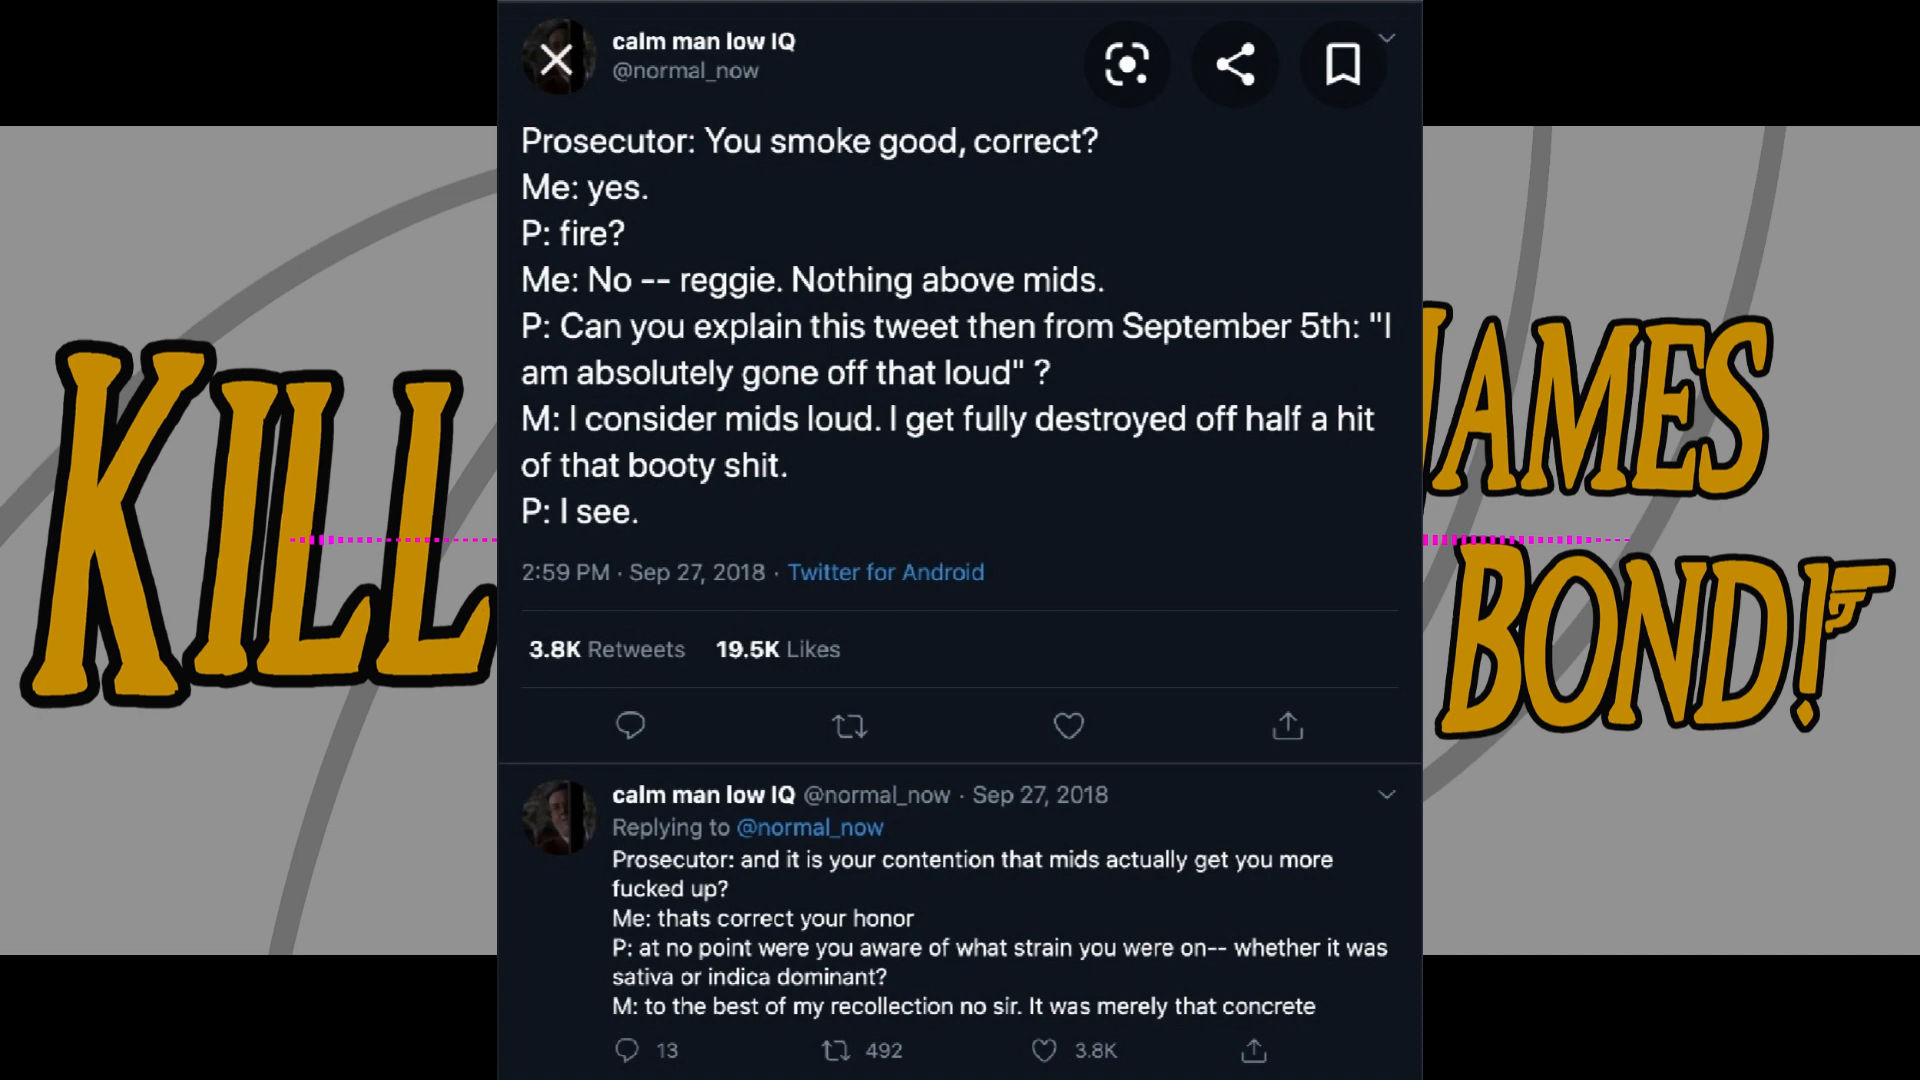 calm man low IQ
@normal_now
Prosecutor: You smoke good, correct?
Me: yes.
P: fire?
Me: No -- reggie. Nothing above mids.
P: Can you explain this tweet then from September 5th: "I
am absolutely gone off that loud" ?
M: I consider mids loud. I get fully destroyed off half a hit
of that booty shit.
P: I see.
2:59 PM · Sep 27, 2018 · Twitter for Android
3.8K Retweets 19.5K Likes
calm man low IQ @normal_now · Sep 27, 2018
Replying to @normal_now
Prosecutor: and it is your contention that mids actually get you more
fucked up?
Me: thats correct your honor
P: at no point were you aware of what strain you were on-- whether it was
sativa or indica dominant?
M: to the best of my recollection no sir. It was merely that concrete
13 492 3.8K
KILL
JAMES
BOND!